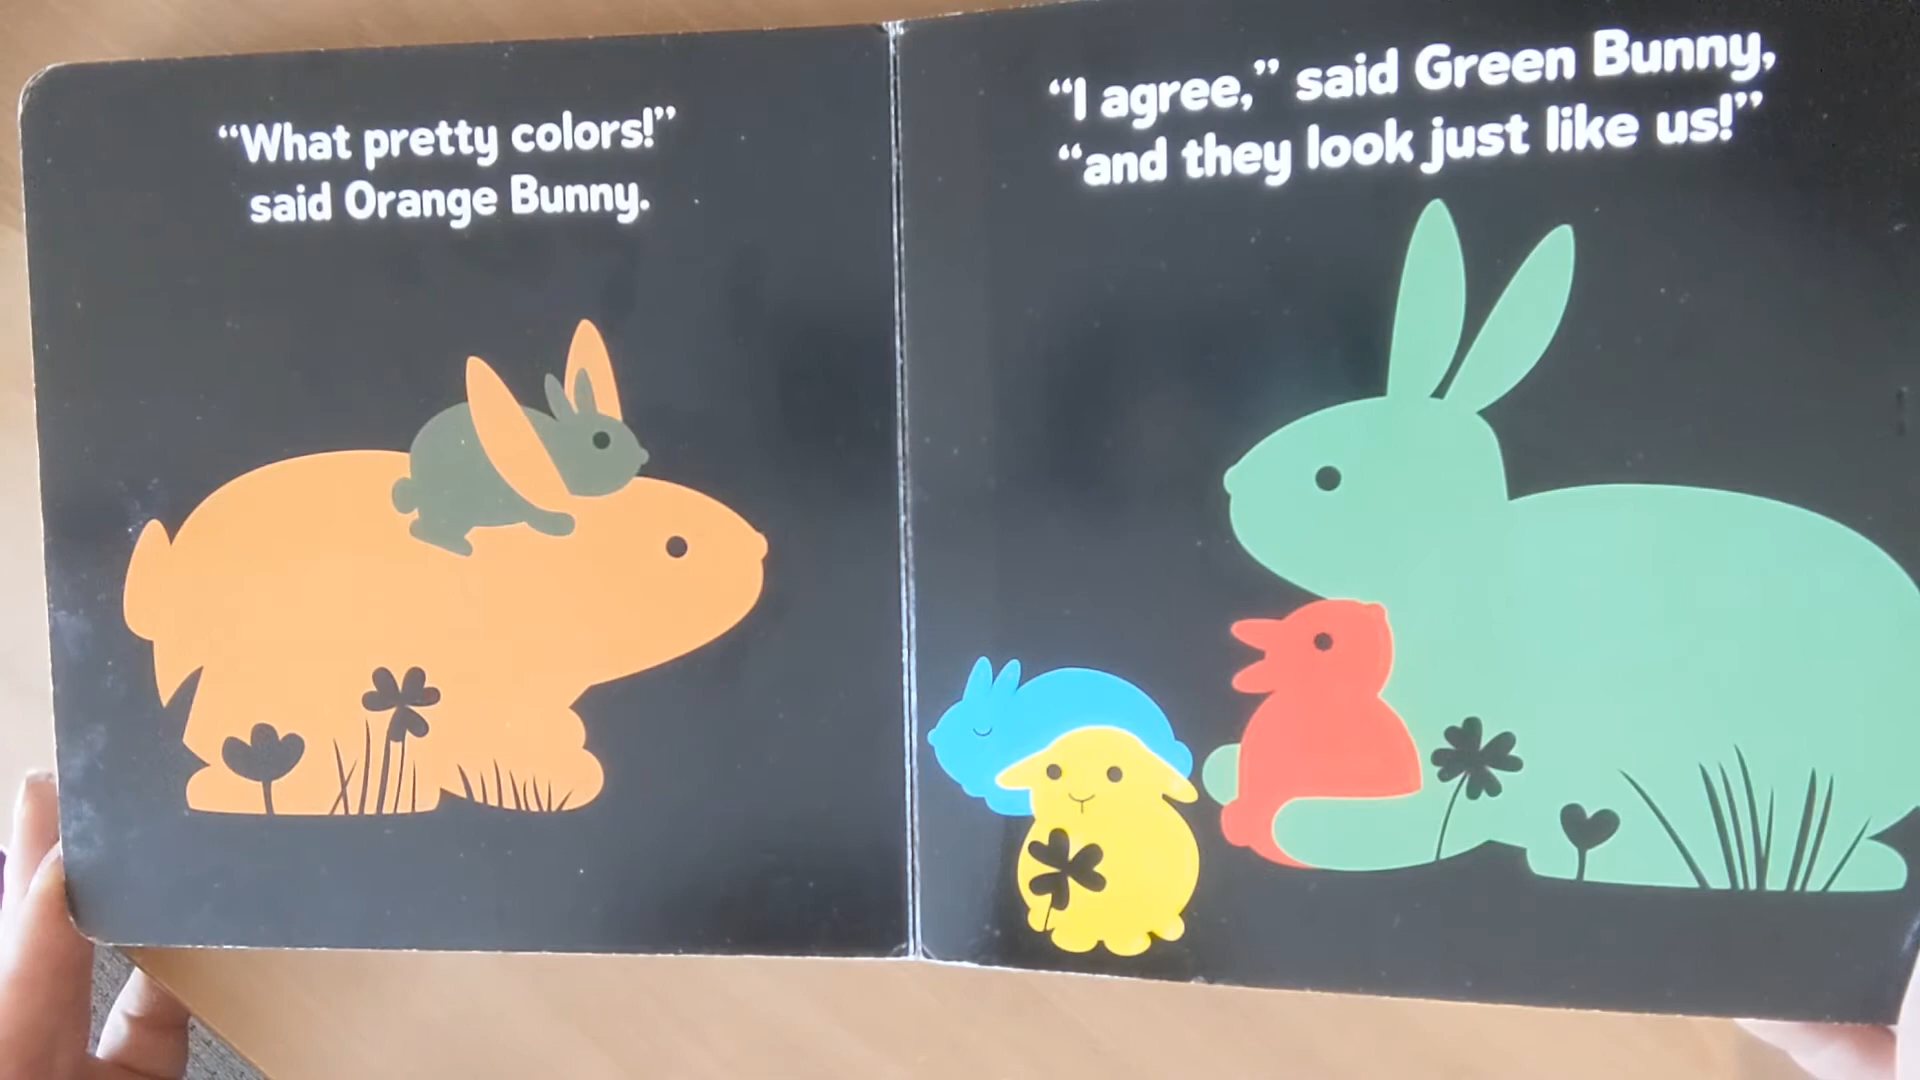 “What pretty colors!”
said Orange Bunny.
“I agree,” said Green Bunny,
“and they look just like us!”